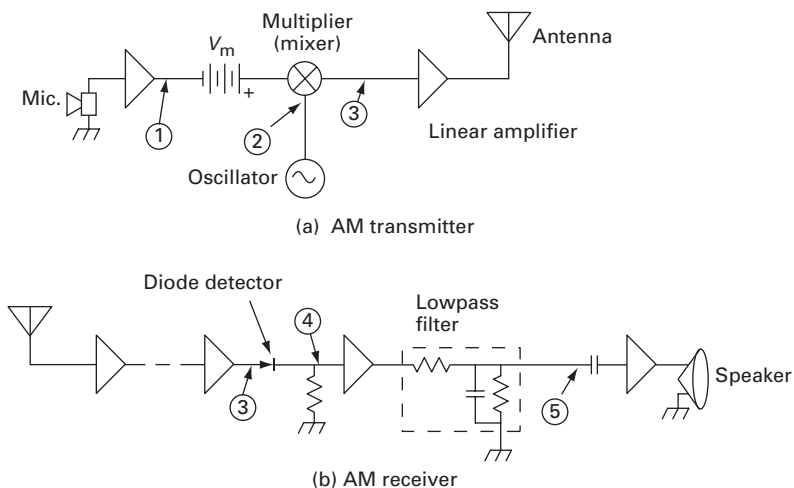 Multiplier
(mixer)
Antenna
Vm
Mic.
+
1
2
3
Linear amplifier
Oscillator
(a) AM transmitter
Diode detector
Lowpass
filter
4
3
5
Speaker
(b) AM receiver